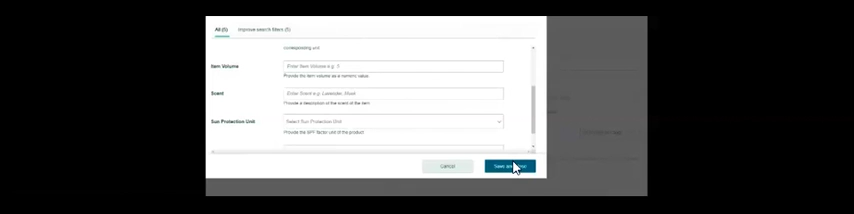 All (5) Improve search filters (5)
corresponding unit
Item Volume
Enter Item Volume e.g. 5
Provide the item volume as a numeric value
Scent
Enter Scent e.g. Lavender, Musk
Provide a description of the scent of the item
Sun Protection Unit
Select Sun Protection Unit
Provide the SPF factor unit of the product
Cancel
Save